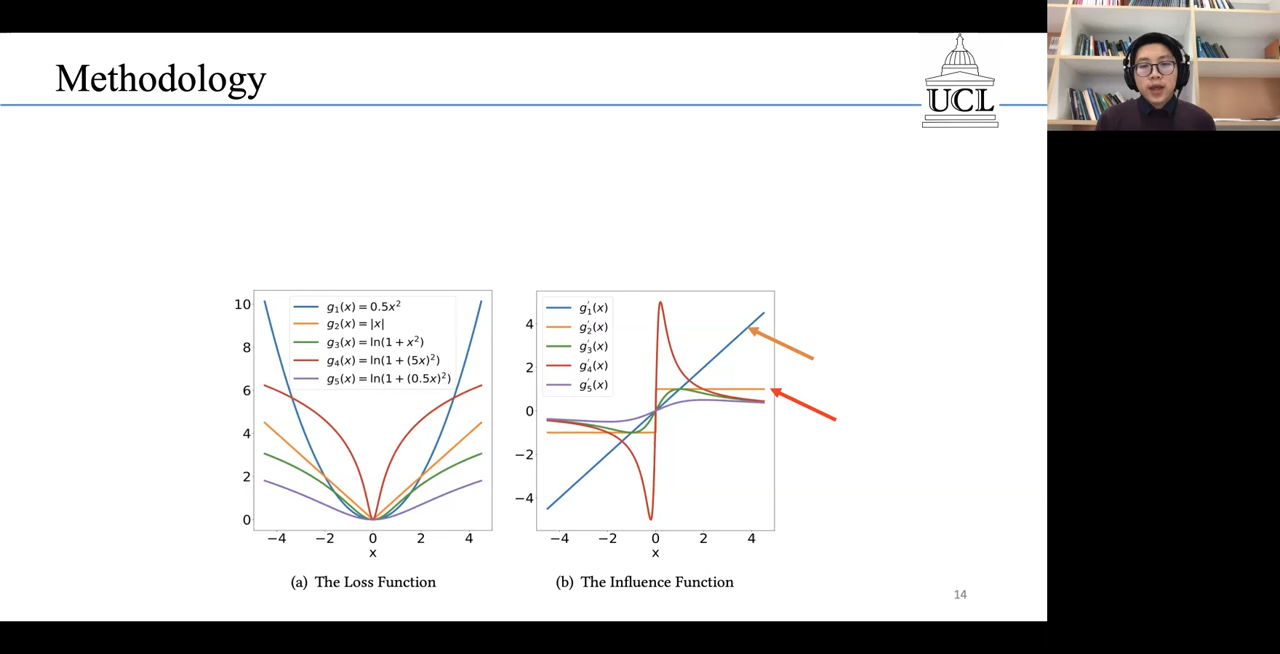 Methodology
UCL
10
8
6
4
2
0
−4 −2 0 2 4
x
g₁(x) = 0.5x²
g₂(x) = |x|
g₃(x) = ln(1 + x²)
g₄(x) = ln(1 + (5x)²)
g₅(x) = ln(1 + (0.5x)²)
(a) The Loss Function
4
2
0
−2
−4
−4 −2 0 2 4
x
g₁′(x)
g₂′(x)
g₃′(x)
g₄′(x)
g₅′(x)
(b) The Influence Function
14